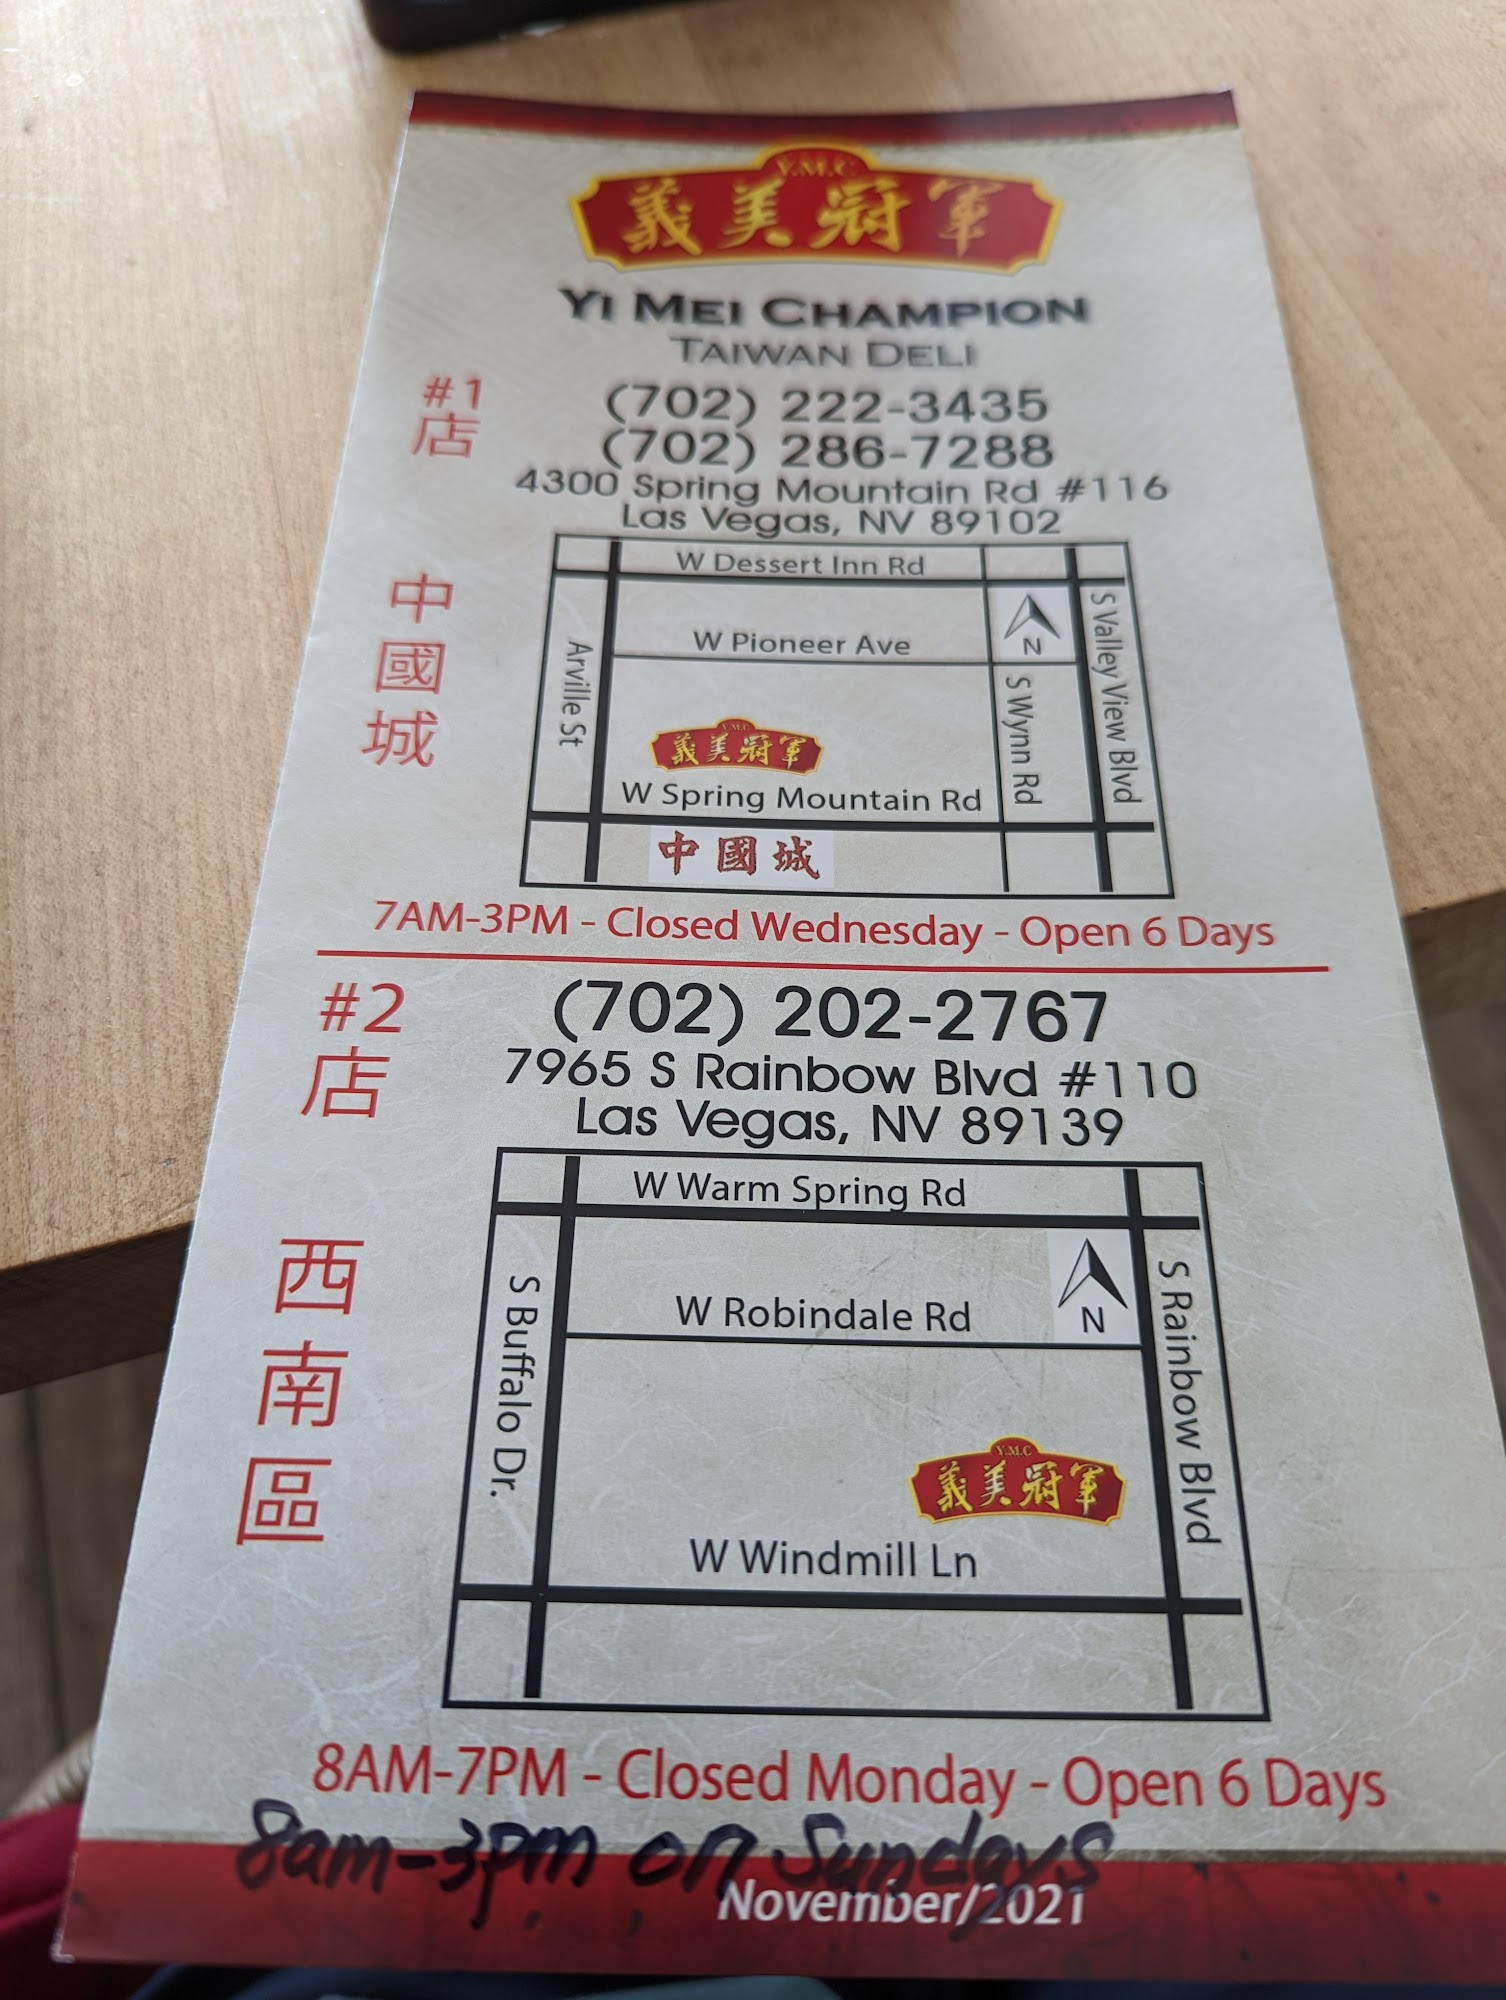 Y.M.C
義美冠軍
YI MEI CHAMPION
TAIWAN DELI
#1
店
(702) 222-3435
(702) 286-7288
4300 Spring Mountain Rd #116
Las Vegas, NV 89102
中
國
城
W Dessert Inn Rd
W Pioneer Ave
N
Arville St
S Wynn Rd
S Valley View Blvd
Y.M.C
義美冠軍
W Spring Mountain Rd
中國城
7AM-3PM - Closed Wednesday - Open 6 Days
#2
店
(702) 202-2767
7965 S Rainbow Blvd #110
Las Vegas, NV 89139
西
南
區
W Warm Spring Rd
W Robindale Rd
N
S Buffalo Dr.
S Rainbow Blvd
Y.M.C
義美冠軍
W Windmill Ln
8AM-7PM - Closed Monday - Open 6 Days
8am-3pm on Sundays
November/2021